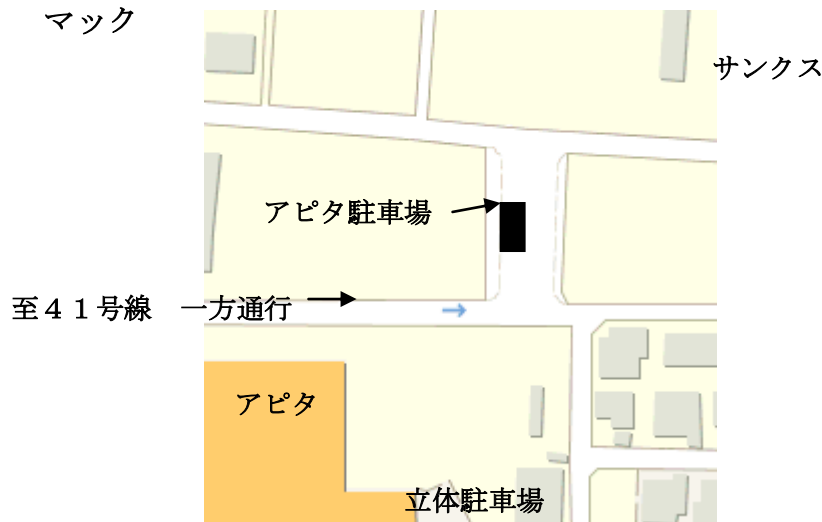 マック
サンクス
アピタ駐車場
至４１号線　一方通行
アピタ
立体駐車場